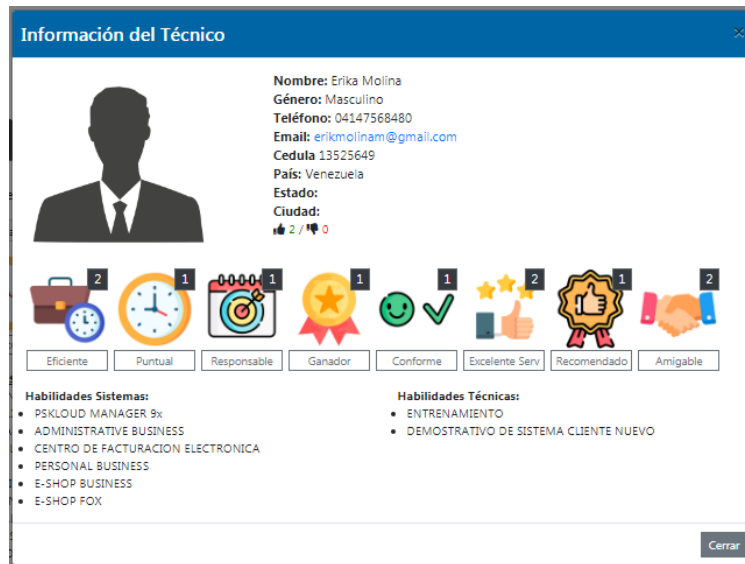 Información del Técnico
×
Nombre: Erika Molina
Género: Masculino
Teléfono: 04147568480
Email: erikmolinam@gmail.com
Cedula 13525649
País: Venezuela
Estado:
Ciudad:
2 / 0
2 1 1 1 1 2 1 2
Eficiente Puntual Responsable Ganador Conforme Excelente Serv Recomendado Amigable
Habilidades Sistemas:
• PSKLOUD MANAGER 9x
• ADMINISTRATIVE BUSINESS
• CENTRO DE FACTURACION ELECTRONICA
• PERSONAL BUSINESS
• E-SHOP BUSINESS
• E-SHOP FOX
Habilidades Técnicas:
• ENTRENAMIENTO
• DEMOSTRATIVO DE SISTEMA CLIENTE NUEVO
Cerrar